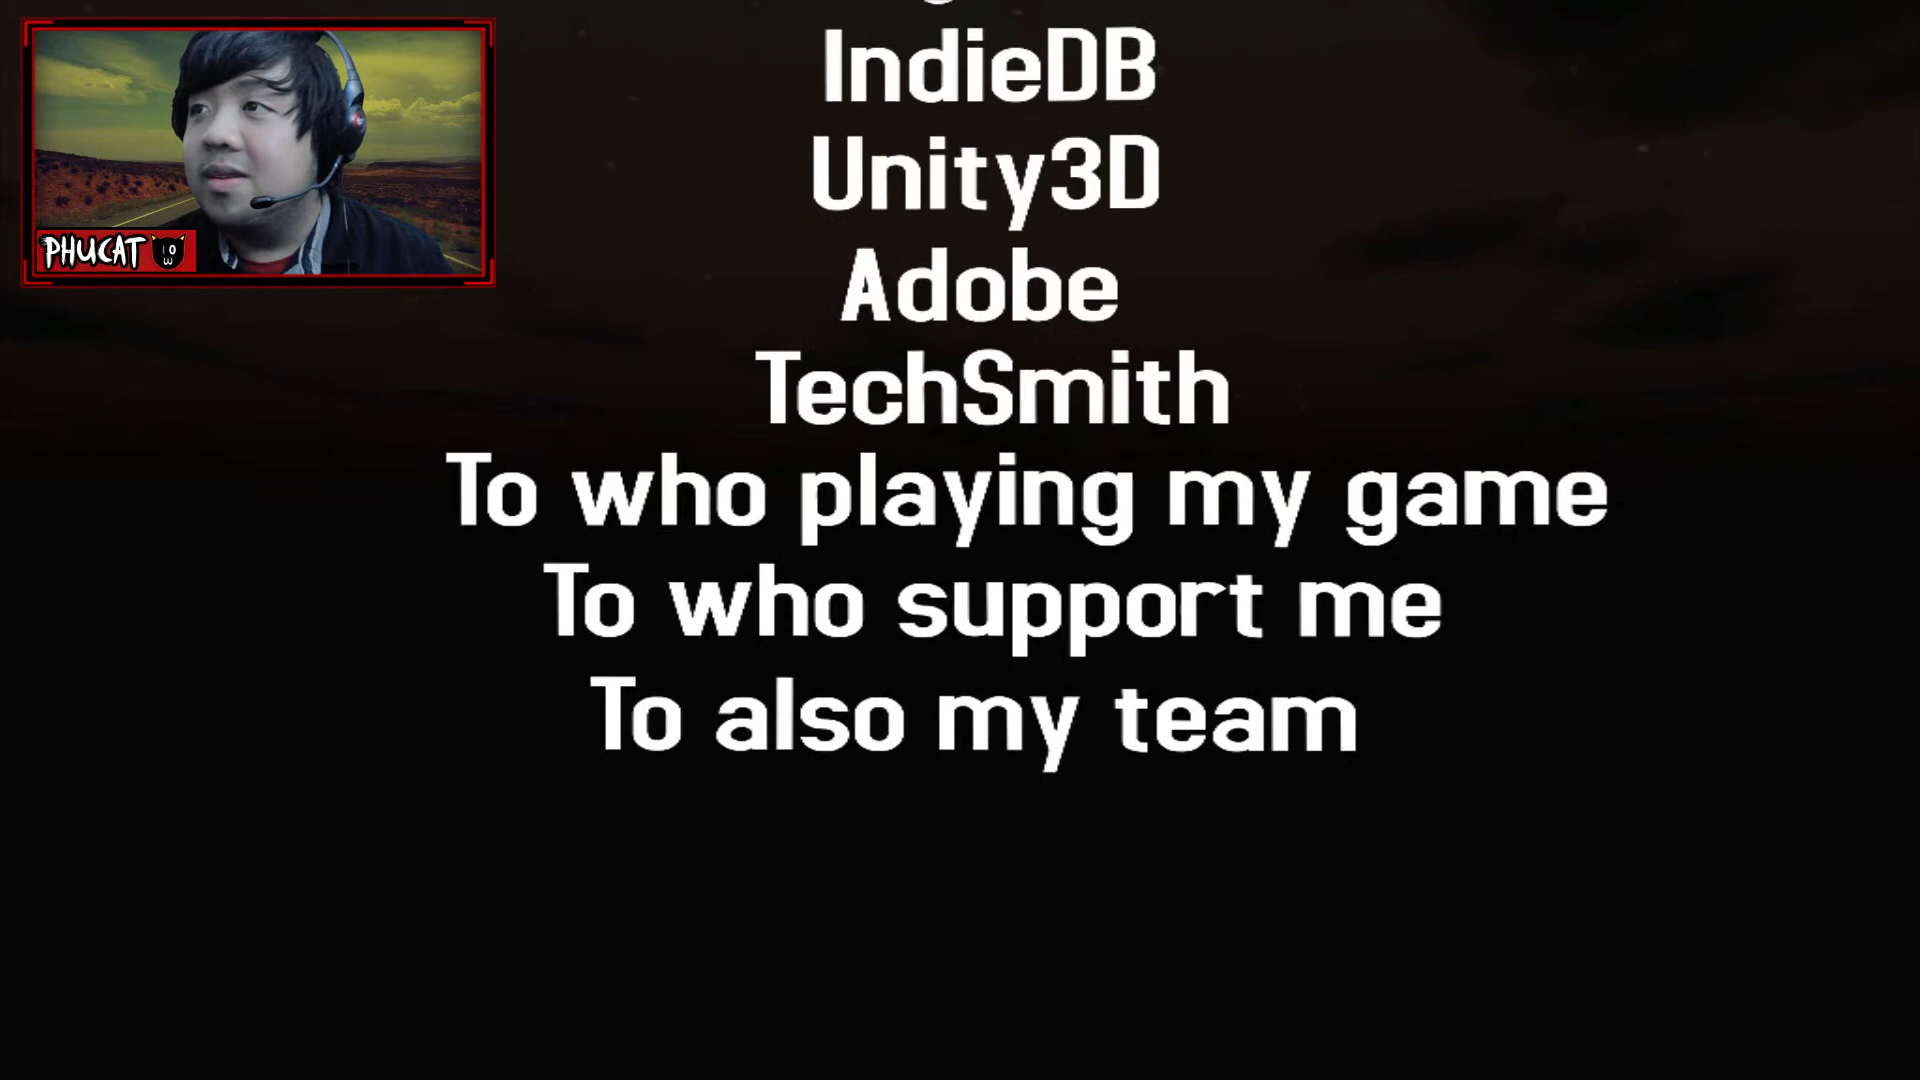 IndieDB
Unity3D
Adobe
TechSmith
To who playing my game
To who support me
To also my team
PHUCAT